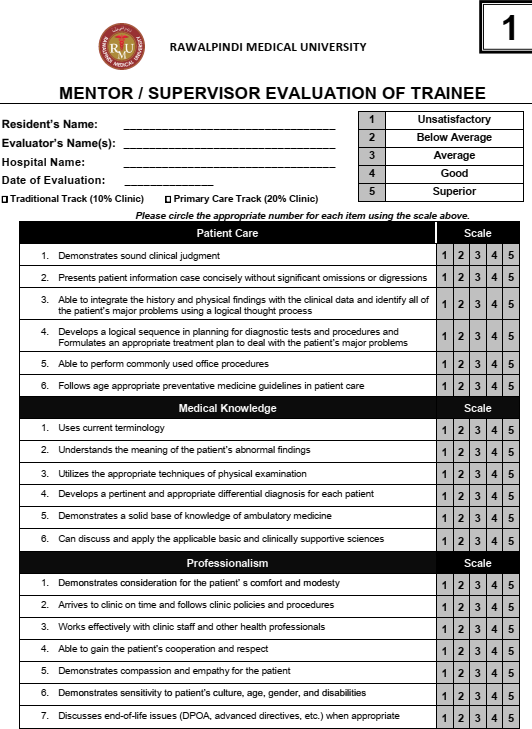 1
RMU
RAWALPINDI MEDICAL UNIVERSITY
MENTOR / SUPERVISOR EVALUATION OF TRAINEE
Resident's Name: ___________________________________
Evaluator's Name(s): ___________________________________
Hospital Name: ___________________________________
Date of Evaluation: ______________
1 Unsatisfactory
2 Below Average
3 Average
4 Good
5 Superior
Traditional Track (10% Clinic) Primary Care Track (20% Clinic)
Please circle the appropriate number for each item using the scale above.
Patient Care Scale
1. Demonstrates sound clinical judgment 1 2 3 4 5
2. Presents patient information case concisely without significant omissions or digressions 1 2 3 4 5
3. Able to integrate the history and physical findings with the clinical data and identify all of
the patient's major problems using a logical thought process 1 2 3 4 5
4. Develops a logical sequence in planning for diagnostic tests and procedures and
Formulates an appropriate treatment plan to deal with the patient's major problems 1 2 3 4 5
5. Able to perform commonly used office procedures 1 2 3 4 5
6. Follows age appropriate preventative medicine guidelines in patient care 1 2 3 4 5
Medical Knowledge Scale
1. Uses current terminology 1 2 3 4 5
2. Understands the meaning of the patient's abnormal findings 1 2 3 4 5
3. Utilizes the appropriate techniques of physical examination 1 2 3 4 5
4. Develops a pertinent and appropriate differential diagnosis for each patient 1 2 3 4 5
5. Demonstrates a solid base of knowledge of ambulatory medicine 1 2 3 4 5
6. Can discuss and apply the applicable basic and clinically supportive sciences 1 2 3 4 5
Professionalism Scale
1. Demonstrates consideration for the patient' s comfort and modesty 1 2 3 4 5
2. Arrives to clinic on time and follows clinic policies and procedures 1 2 3 4 5
3. Works effectively with clinic staff and other health professionals 1 2 3 4 5
4. Able to gain the patient's cooperation and respect 1 2 3 4 5
5. Demonstrates compassion and empathy for the patient 1 2 3 4 5
6. Demonstrates sensitivity to patient's culture, age, gender, and disabilities 1 2 3 4 5
7. Discusses end-of-life issues (DPOA, advanced directives, etc.) when appropriate 1 2 3 4 5